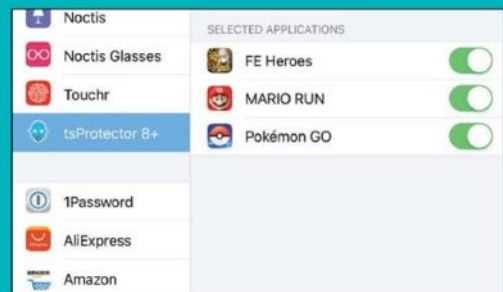 Noctis
Noctis Glasses
Touchr
tsProtector 8+
1Password
AliExpress
Amazon
SELECTED APPLICATIONS
FE Heroes
MARIO RUN
Pokémon GO